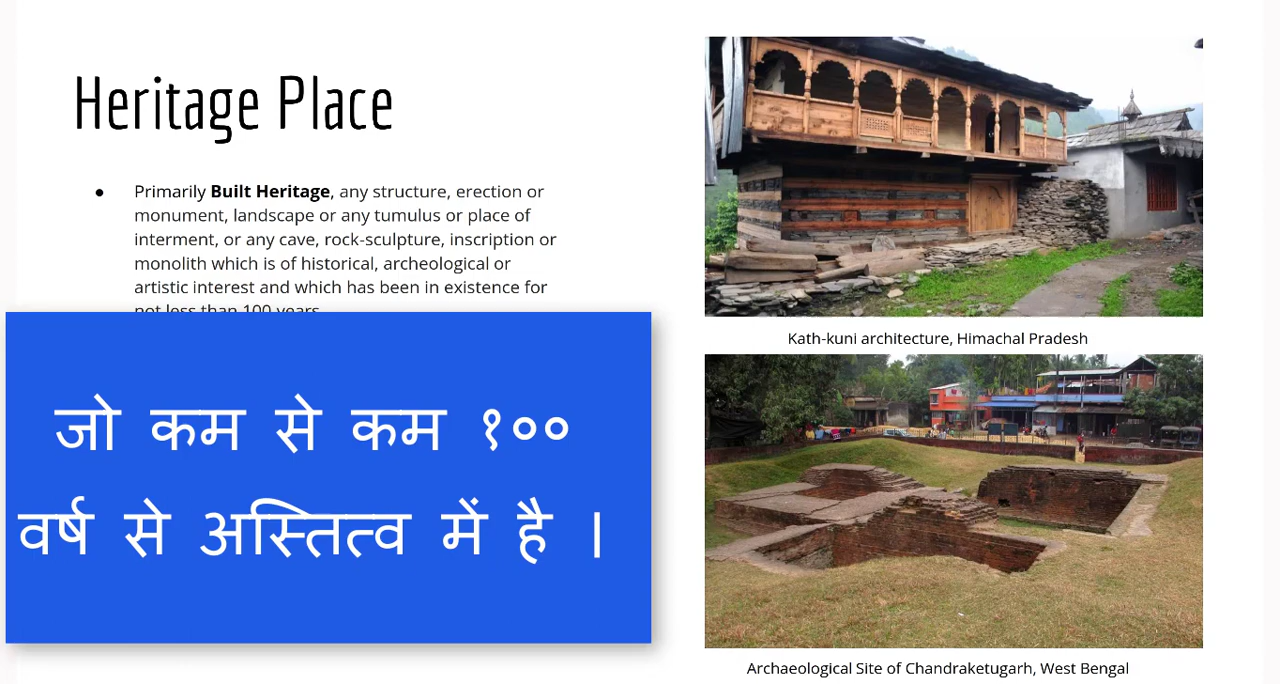 Heritage Place
● Primarily Built Heritage, any structure, erection or
monument, landscape or any tumulus or place of
interment, or any cave, rock-sculpture, inscription or
monolith which is of historical, archeological or
artistic interest and which has been in existence for
not less than 100 years
जो कम से कम १००
वर्ष से अस्तित्व में है ।
Kath-kuni architecture, Himachal Pradesh
Archaeological Site of Chandraketugarh, West Bengal